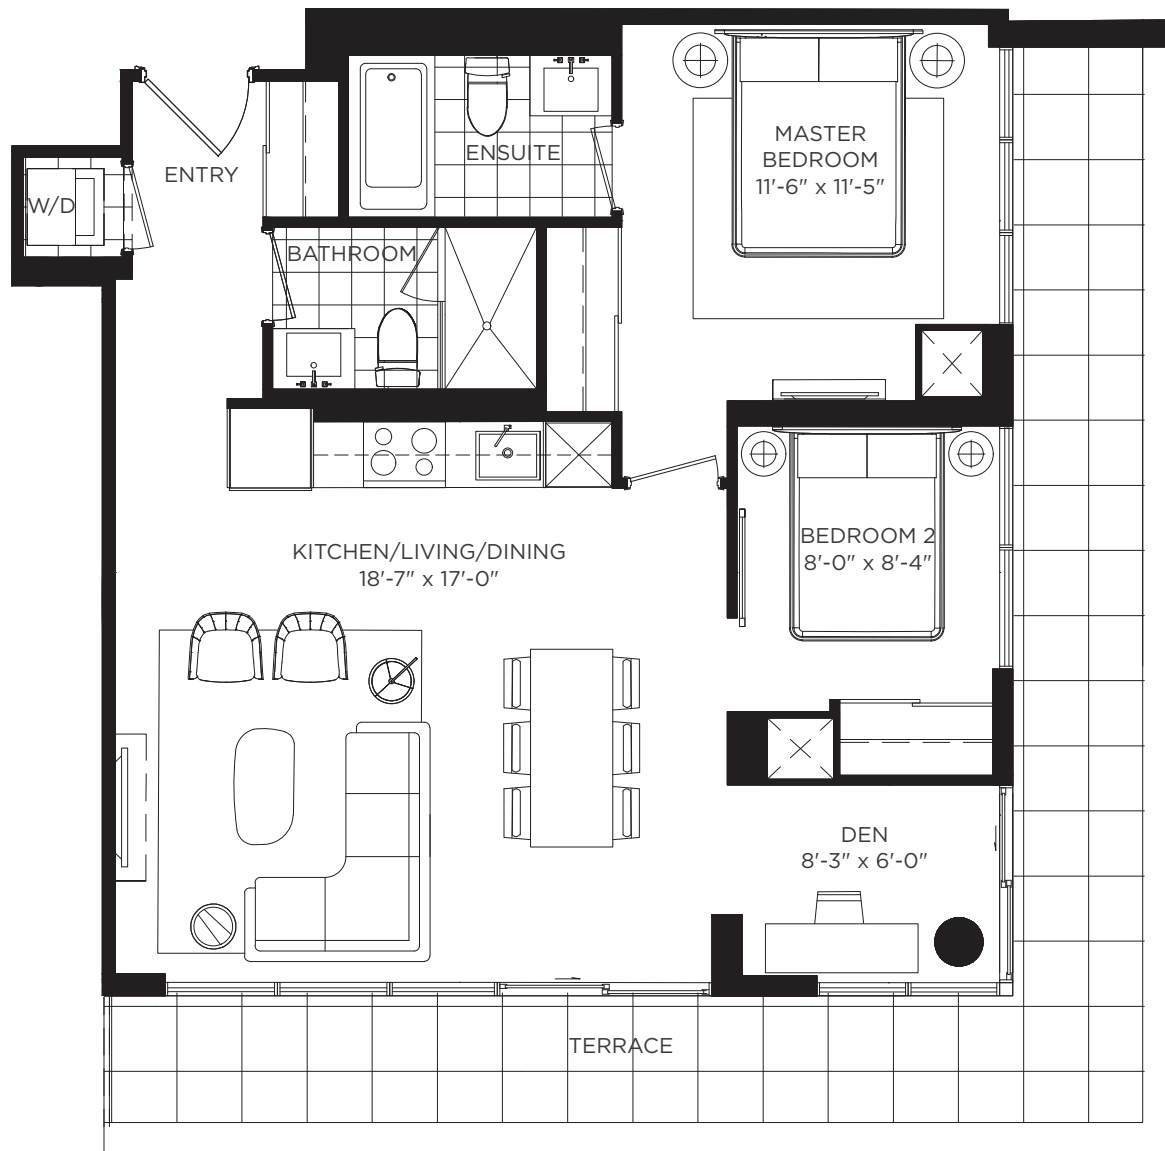 MASTER
BEDROOM
11'-6" x 11'-5"
ENSUITE
ENTRY
W/D
BATHROOM
KITCHEN/LIVING/DINING
18'-7" x 17'-0"
BEDROOM 2
8'-0" x 8'-4"
DEN
8'-3" x 6'-0"
TERRACE